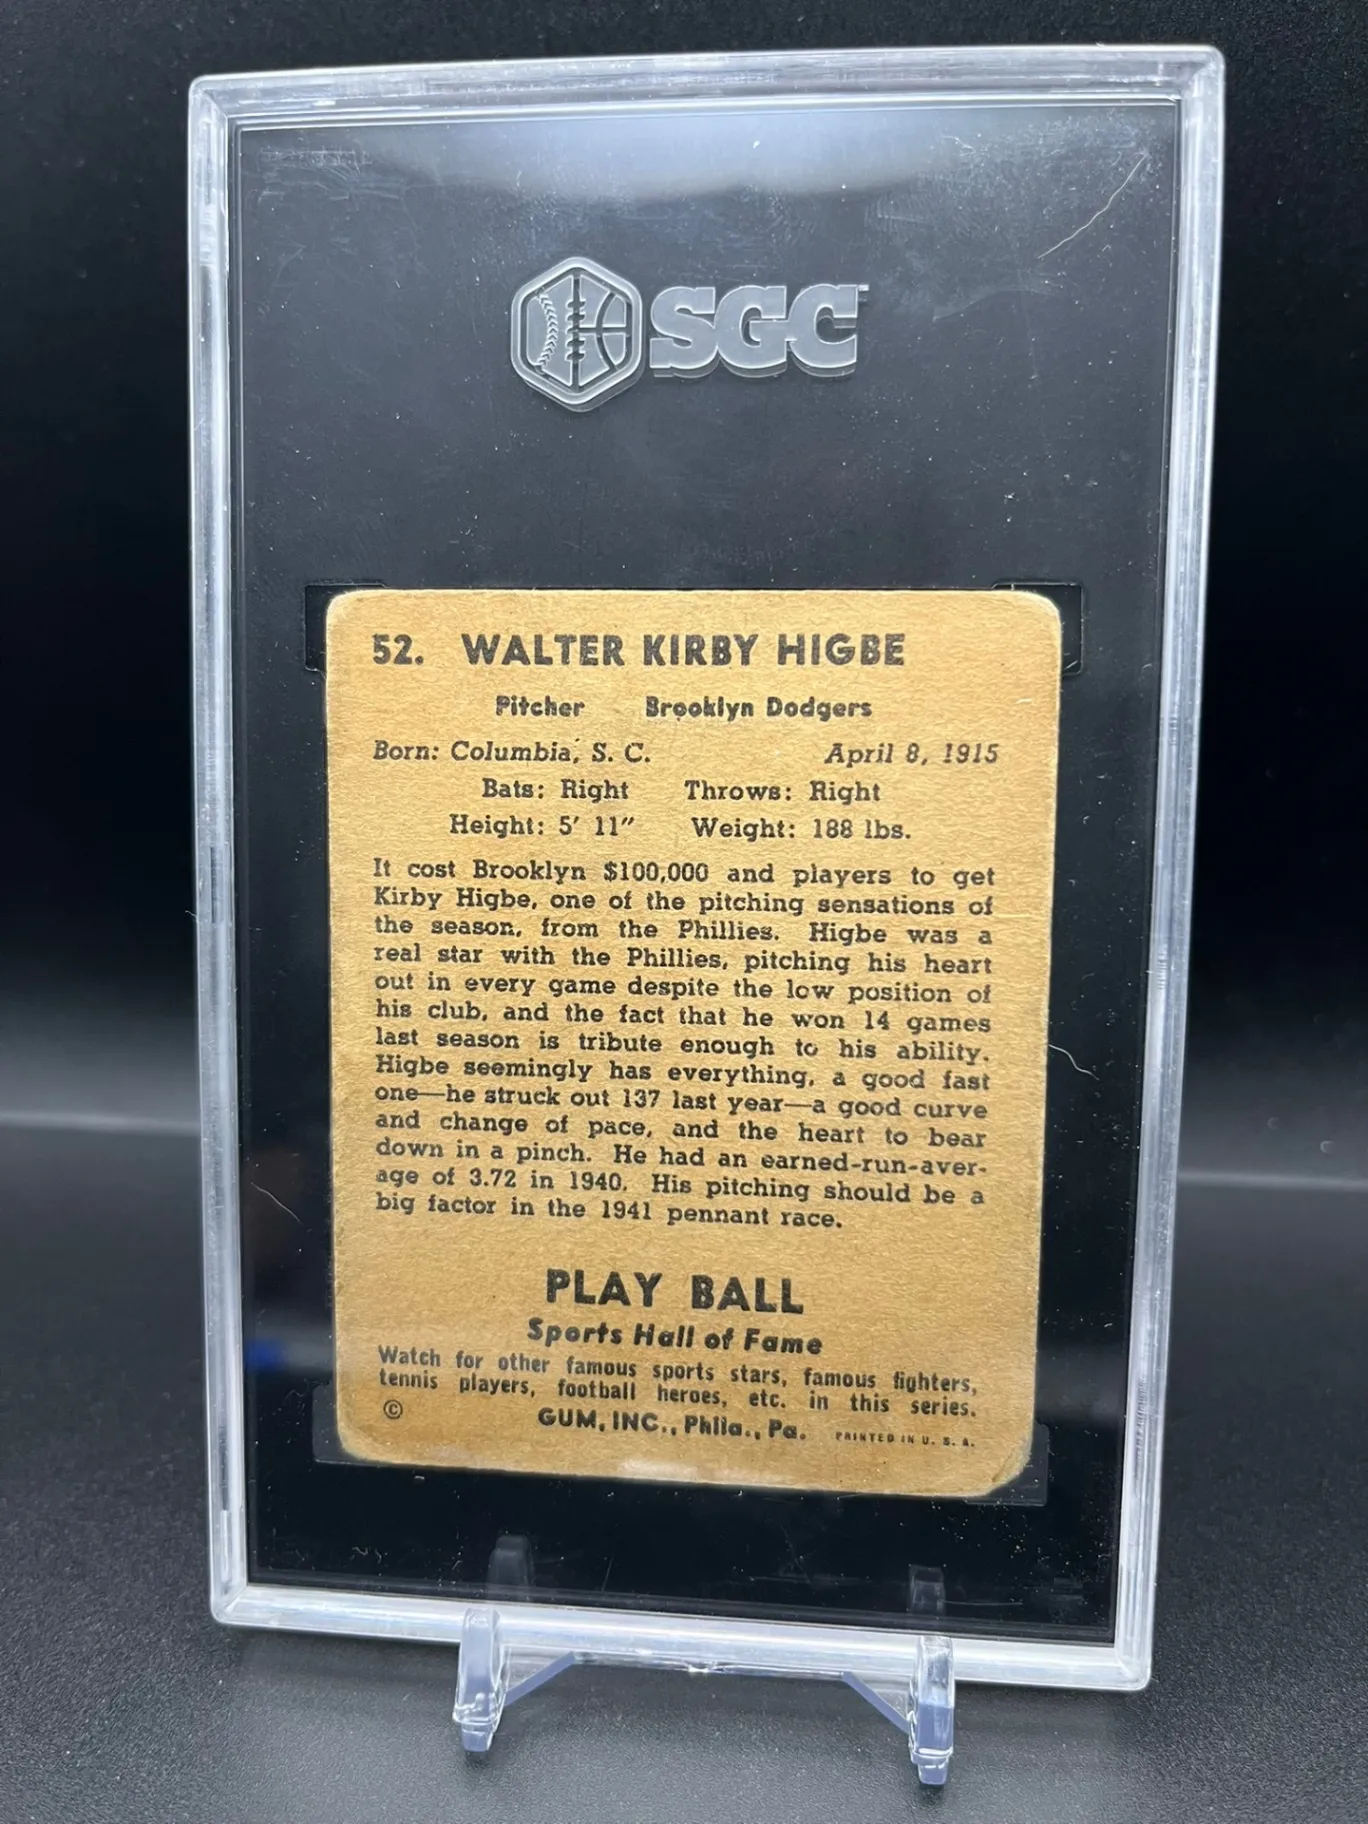 SGC
52. WALTER KIRBY HIGBE
Pitcher Brooklyn Dodgers
Born: Columbia, S. C. April 8, 1915
Bats: Right Throws: Right
Height: 5' 11" Weight: 188 lbs.
It cost Brooklyn $100,000 and players to get
Kirby Higbe, one of the pitching sensations of
the season, from the Phillies. Higbe was a
real star with the Phillies, pitching his heart
out in every game despite the low position of
his club, and the fact that he won 14 games
last season is tribute enough to his ability.
Higbe seemingly has everything, a good fast
one—he struck out 137 last year—a good curve
and change of pace, and the heart to bear
down in a pinch. He had an earned-run-aver-
age of 3.72 in 1940. His pitching should be a
big factor in the 1941 pennant race.
PLAY BALL
Sports Hall of Fame
Watch for other famous sports stars, famous fighters,
tennis players, football heroes, etc. in this series.
© GUM, INC., Phila., Pa. PRINTED IN U. S. A.